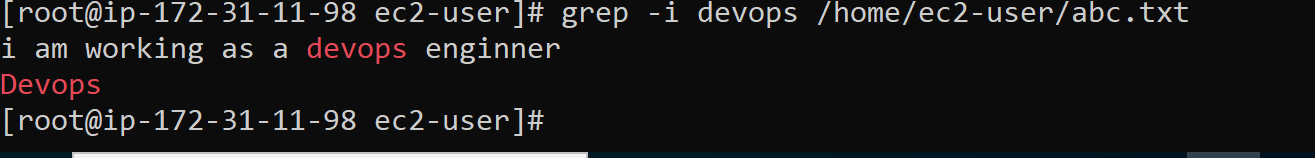 [root@ip-172-31-11-98 ec2-user]# grep -i devops /home/ec2-user/abc.txt
i am working as a devops enginner
Devops
[root@ip-172-31-11-98 ec2-user]#